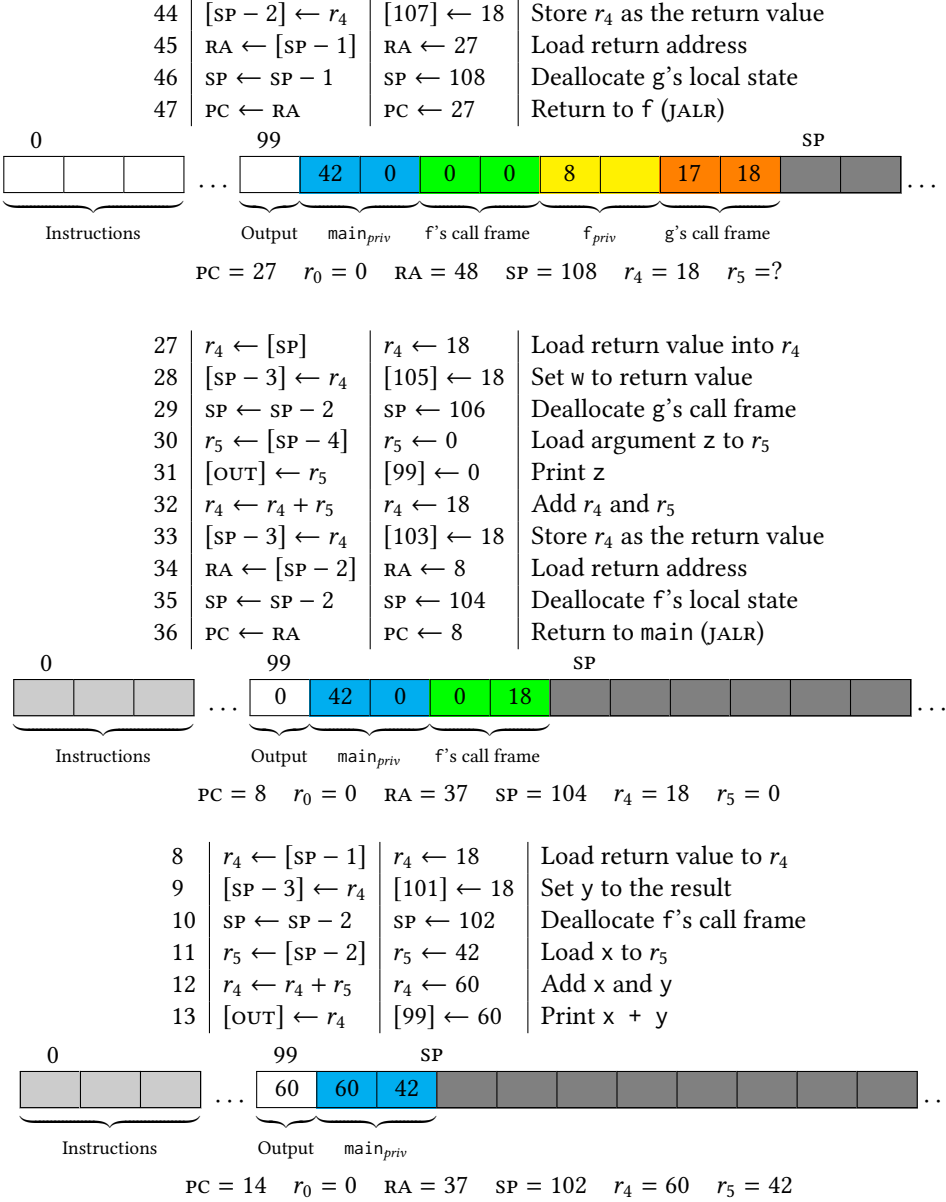 44 [SP − 2] ← r4 [107] ← 18 Store r4 as the return value
45 RA ← [SP − 1] RA ← 27 Load return address
46 SP ← SP − 1 SP ← 108 Deallocate g's local state
47 PC ← RA PC ← 27 Return to f (JALR)
0 99 SP
... 42 0 0 0 8 17 18 ...
Instructions Output main_priv f's call frame f_priv g's call frame
PC = 27 r0 = 0 RA = 48 SP = 108 r4 = 18 r5 =?
27 r4 ← [SP] r4 ← 18 Load return value into r4
28 [SP − 3] ← r4 [105] ← 18 Set w to return value
29 SP ← SP − 2 SP ← 106 Deallocate g's call frame
30 r5 ← [SP − 4] r5 ← 0 Load argument z to r5
31 [OUT] ← r5 [99] ← 0 Print z
32 r4 ← r4 + r5 r4 ← 18 Add r4 and r5
33 [SP − 3] ← r4 [103] ← 18 Store r4 as the return value
34 RA ← [SP − 2] RA ← 8 Load return address
35 SP ← SP − 2 SP ← 104 Deallocate f's local state
36 PC ← RA PC ← 8 Return to main (JALR)
0 99 SP
... 0 42 0 0 18 ...
Instructions Output main_priv f's call frame
PC = 8 r0 = 0 RA = 37 SP = 104 r4 = 18 r5 = 0
8 r4 ← [SP − 1] r4 ← 18 Load return value to r4
9 [SP − 3] ← r4 [101] ← 18 Set y to the result
10 SP ← SP − 2 SP ← 102 Deallocate f's call frame
11 r5 ← [SP − 2] r5 ← 42 Load x to r5
12 r4 ← r4 + r5 r4 ← 60 Add x and y
13 [OUT] ← r4 [99] ← 60 Print x + y
0 99 SP
... 60 60 42 ..
Instructions Output main_priv
PC = 14 r0 = 0 RA = 37 SP = 102 r4 = 60 r5 = 42